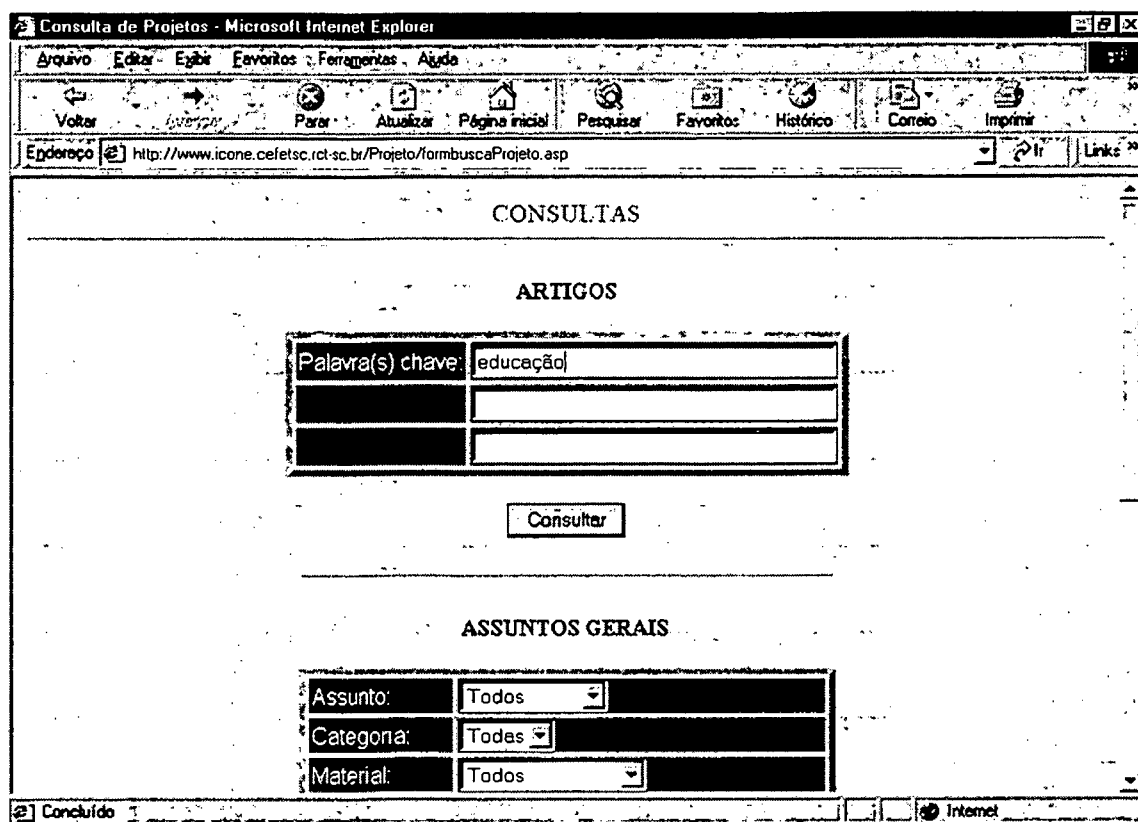 Consulta de Projetos - Microsoft Internet Explorer
Arquivo Editar Exibir Favoritos Ferramentas Ajuda
Voltar Avançar Parar Atualizar Página inicial Pesquisar Favoritos Histórico Correio Imprimir
Endereço http://www.icone.cefetsc.rct-sc.br/Projeto/formbuscaProjeto.asp Ir Links
CONSULTAS
ARTIGOS
Palavra(s) chave: educação
Consultar
ASSUNTOS GERAIS
Assunto: Todos
Categoria: Todas
Material: Todos
Concluído Internet